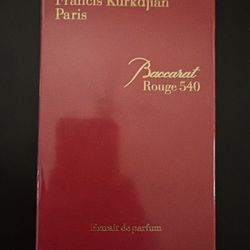 Francis Kurkdjian
Paris
Baccarat
Rouge 540
Extrait de parfum